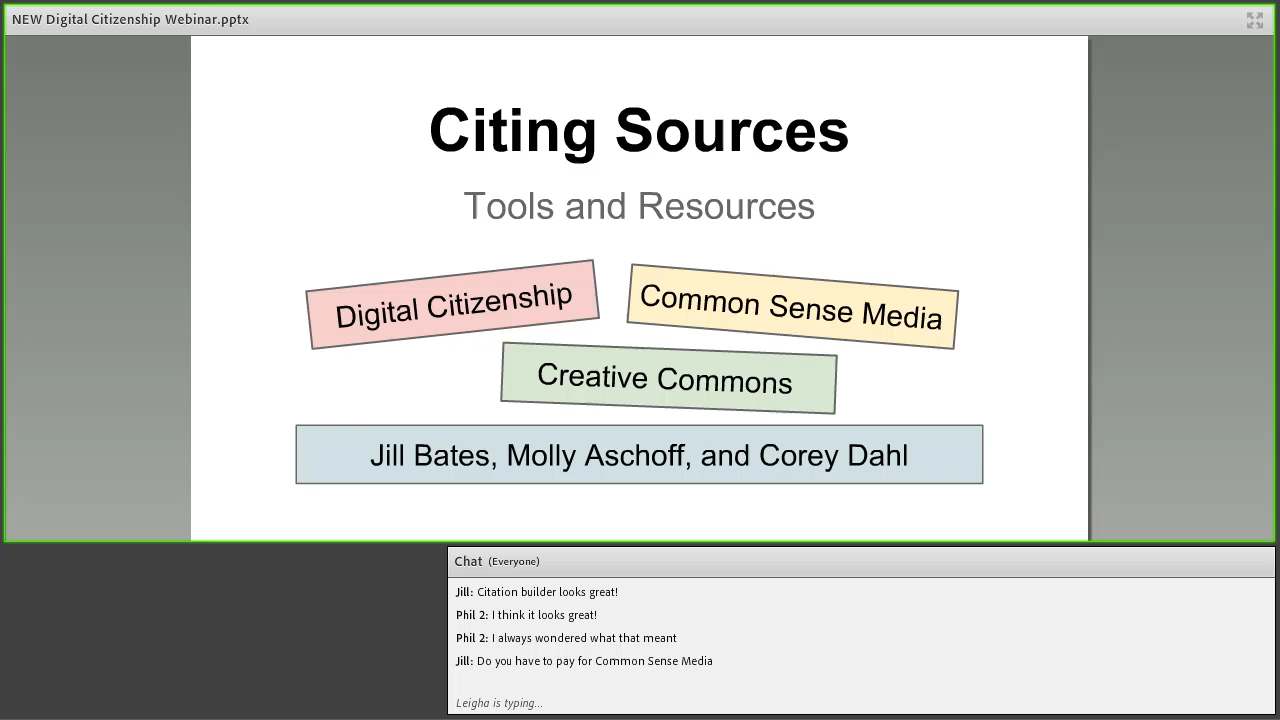 NEW Digital Citizenship Webinar.pptx
Citing Sources
Tools and Resources
Digital Citizenship
Common Sense Media
Creative Commons
Jill Bates, Molly Aschoff, and Corey Dahl
Chat (Everyone)
Jill: Citation builder looks great!
Phil 2: I think it looks great!
Phil 2: I always wondered what that meant
Jill: Do you have to pay for Common Sense Media
Leigha is typing...